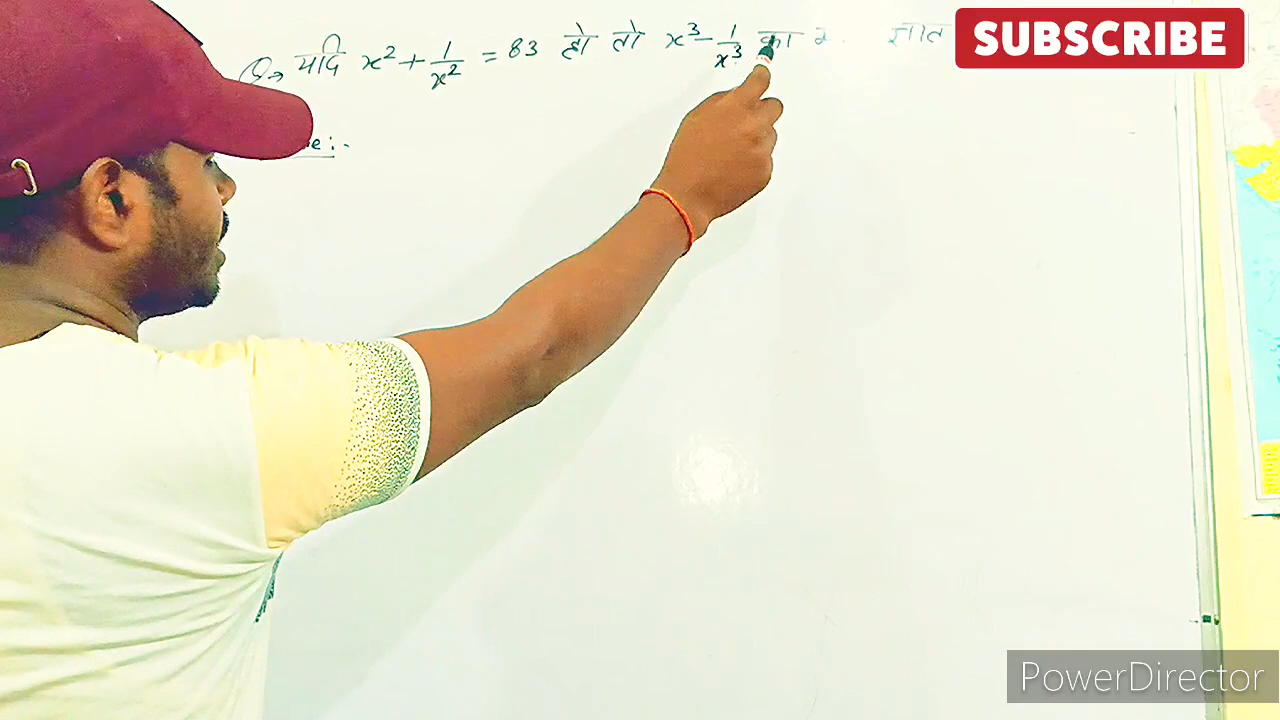 Q→ यदि x² + 1/x² = 83 हो तो x³ - 1/x³ का ज्ञात
SUBSCRIBE
PowerDirector